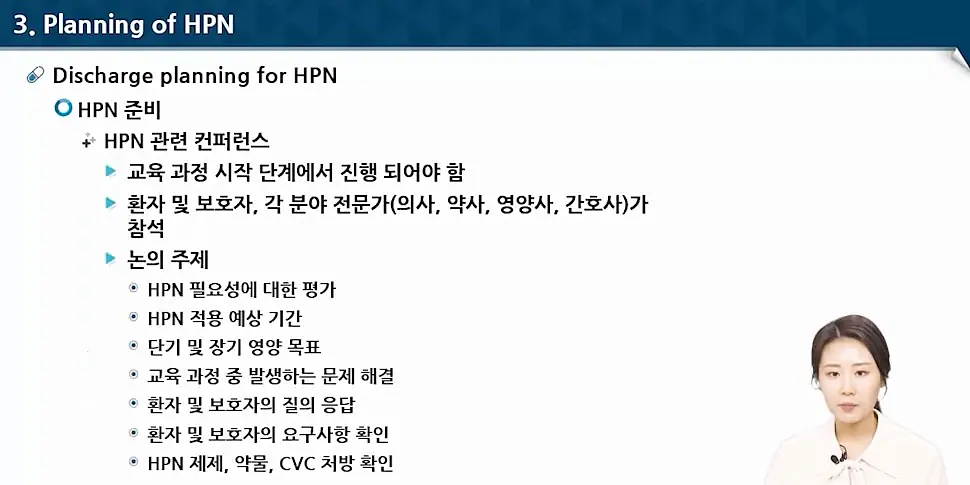 3. Planning of HPN
Discharge planning for HPN
HPN 준비
HPN 관련 컨퍼런스
교육 과정 시작 단계에서 진행 되어야 함
환자 및 보호자, 각 분야 전문가(의사, 약사, 영양사, 간호사)가
참석
논의 주제
HPN 필요성에 대한 평가
HPN 적용 예상 기간
단기 및 장기 영양 목표
교육 과정 중 발생하는 문제 해결
환자 및 보호자의 질의 응답
환자 및 보호자의 요구사항 확인
HPN 제제, 약물, CVC 처방 확인